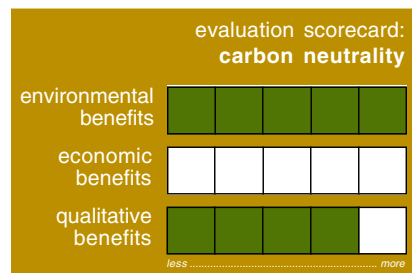 evaluation scorecard:
carbon neutrality
environmental
benefits
economic
benefits
qualitative
benefits
less ........................................................................ more